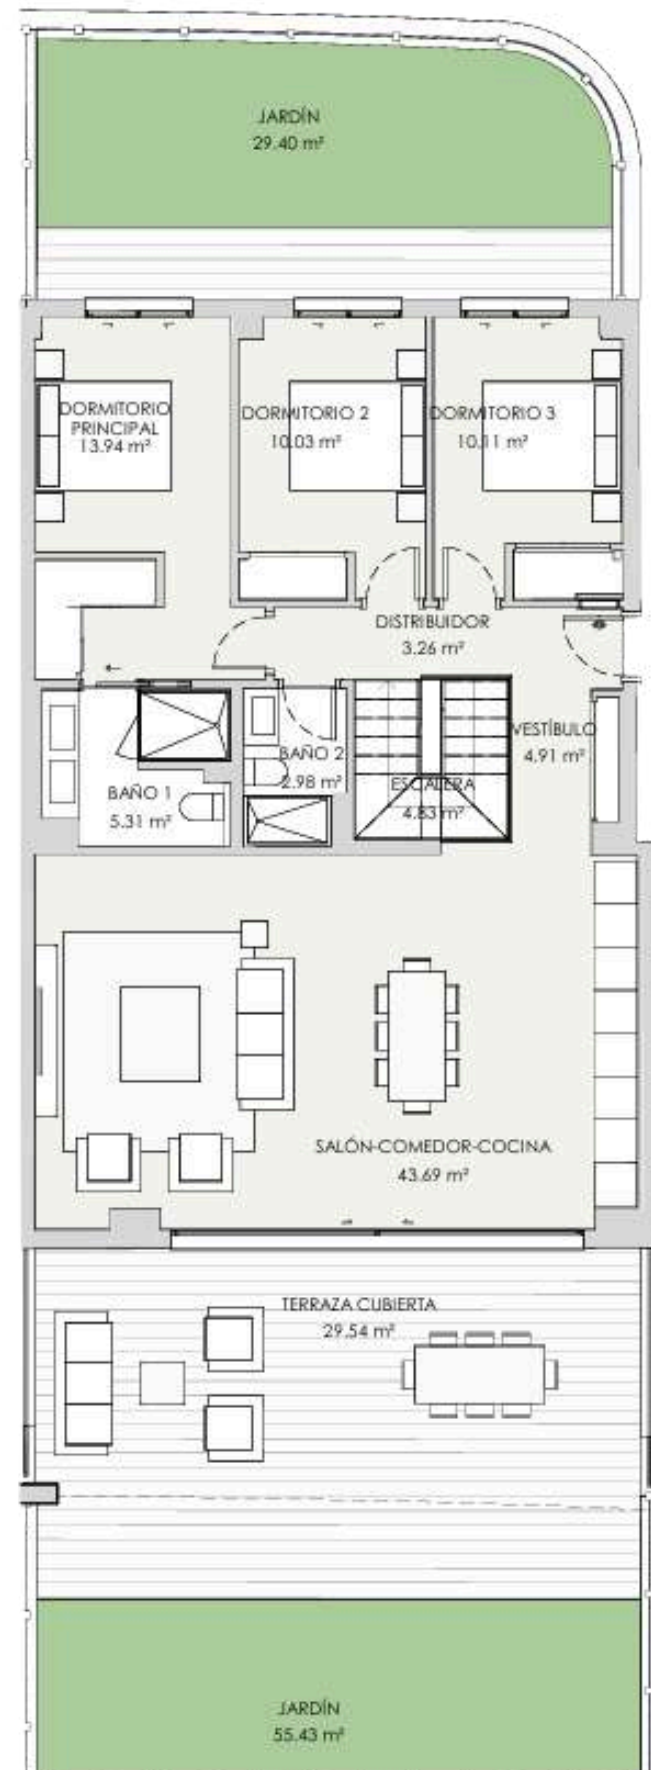 JARDÍN
29.40 m²
DORMITORIO
PRINCIPAL
13.94 m²
DORMITORIO 2
10.03 m²
DORMITORIO 3
10.11 m²
DISTRIBUIDOR
3.26 m²
VESTÍBULO
4.91 m²
BAÑO 1
5.31 m²
BAÑO 2
2.98 m²
ESCALERA
4.83 m²
SALÓN-COMEDOR-COCINA
43.69 m²
TERRAZA CUBIERTA
29.54 m²
JARDÍN
55.43 m²